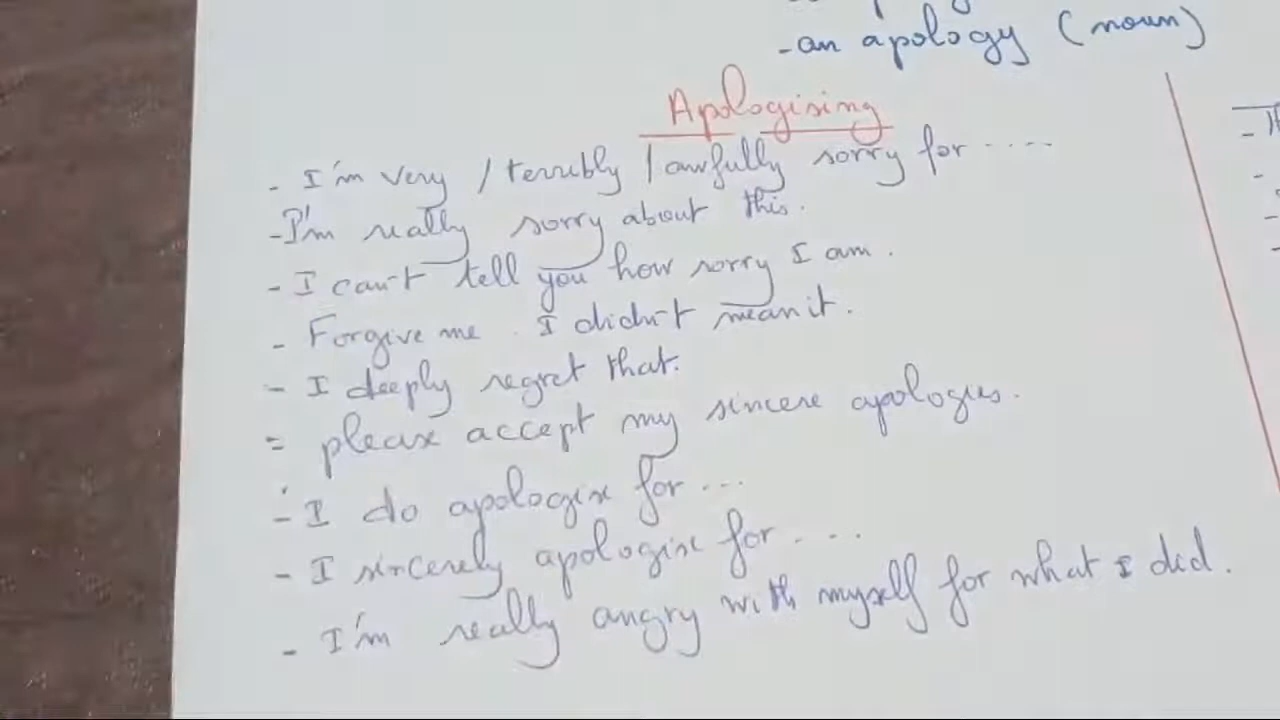 - an apology (noun)
Apologising
- I'm very / terribly / awfully sorry for ....
- I'm really sorry about this.
- I can't tell you how sorry I am.
- Forgive me. I didn't mean it.
- I deeply regret that.
- please accept my sincere apologies.
- I do apologise for ...
- I sincerely apologise for ....
- I'm really angry with myself for what I did.